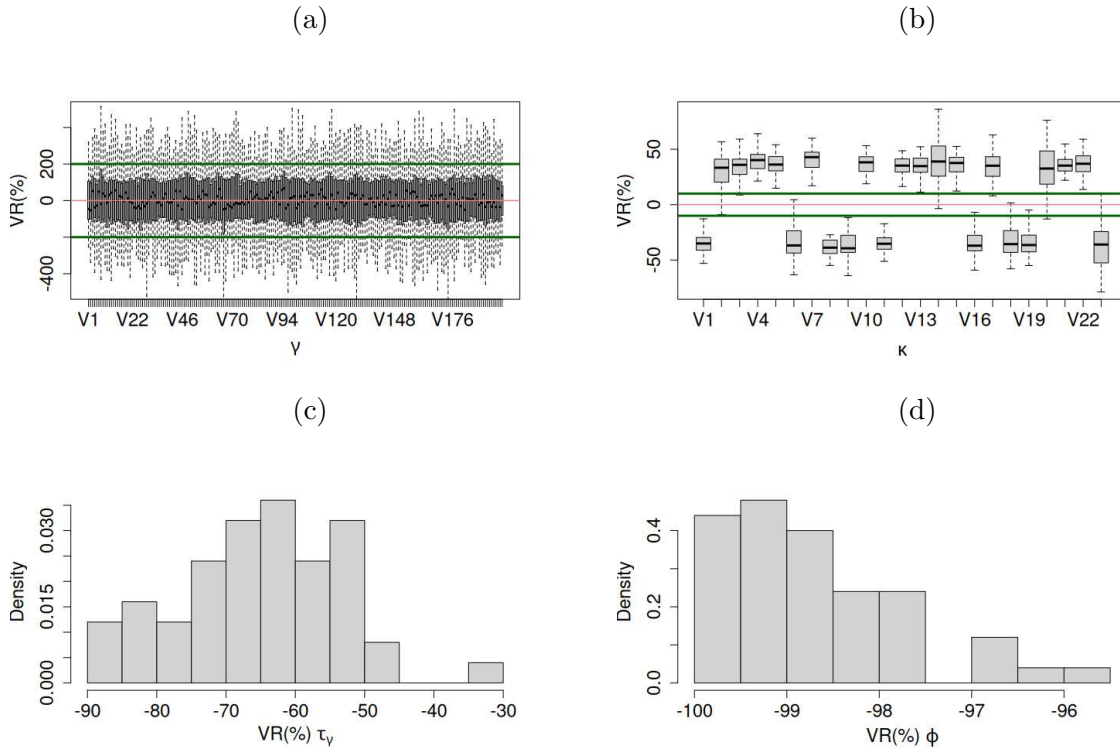 (a)
(b)
VR(%)
200
0
-400
V1 V22 V46 V70 V94 V120 V148 V176
γ
VR(%)
50
0
-50
V1 V4 V7 V10 V13 V16 V19 V22
κ
(c)
(d)
Density
0.030
0.015
0.000
-90 -80 -70 -60 -50 -40 -30
VR(%) τγ
Density
0.4
0.2
0.0
-100 -99 -98 -97 -96
VR(%) ϕ